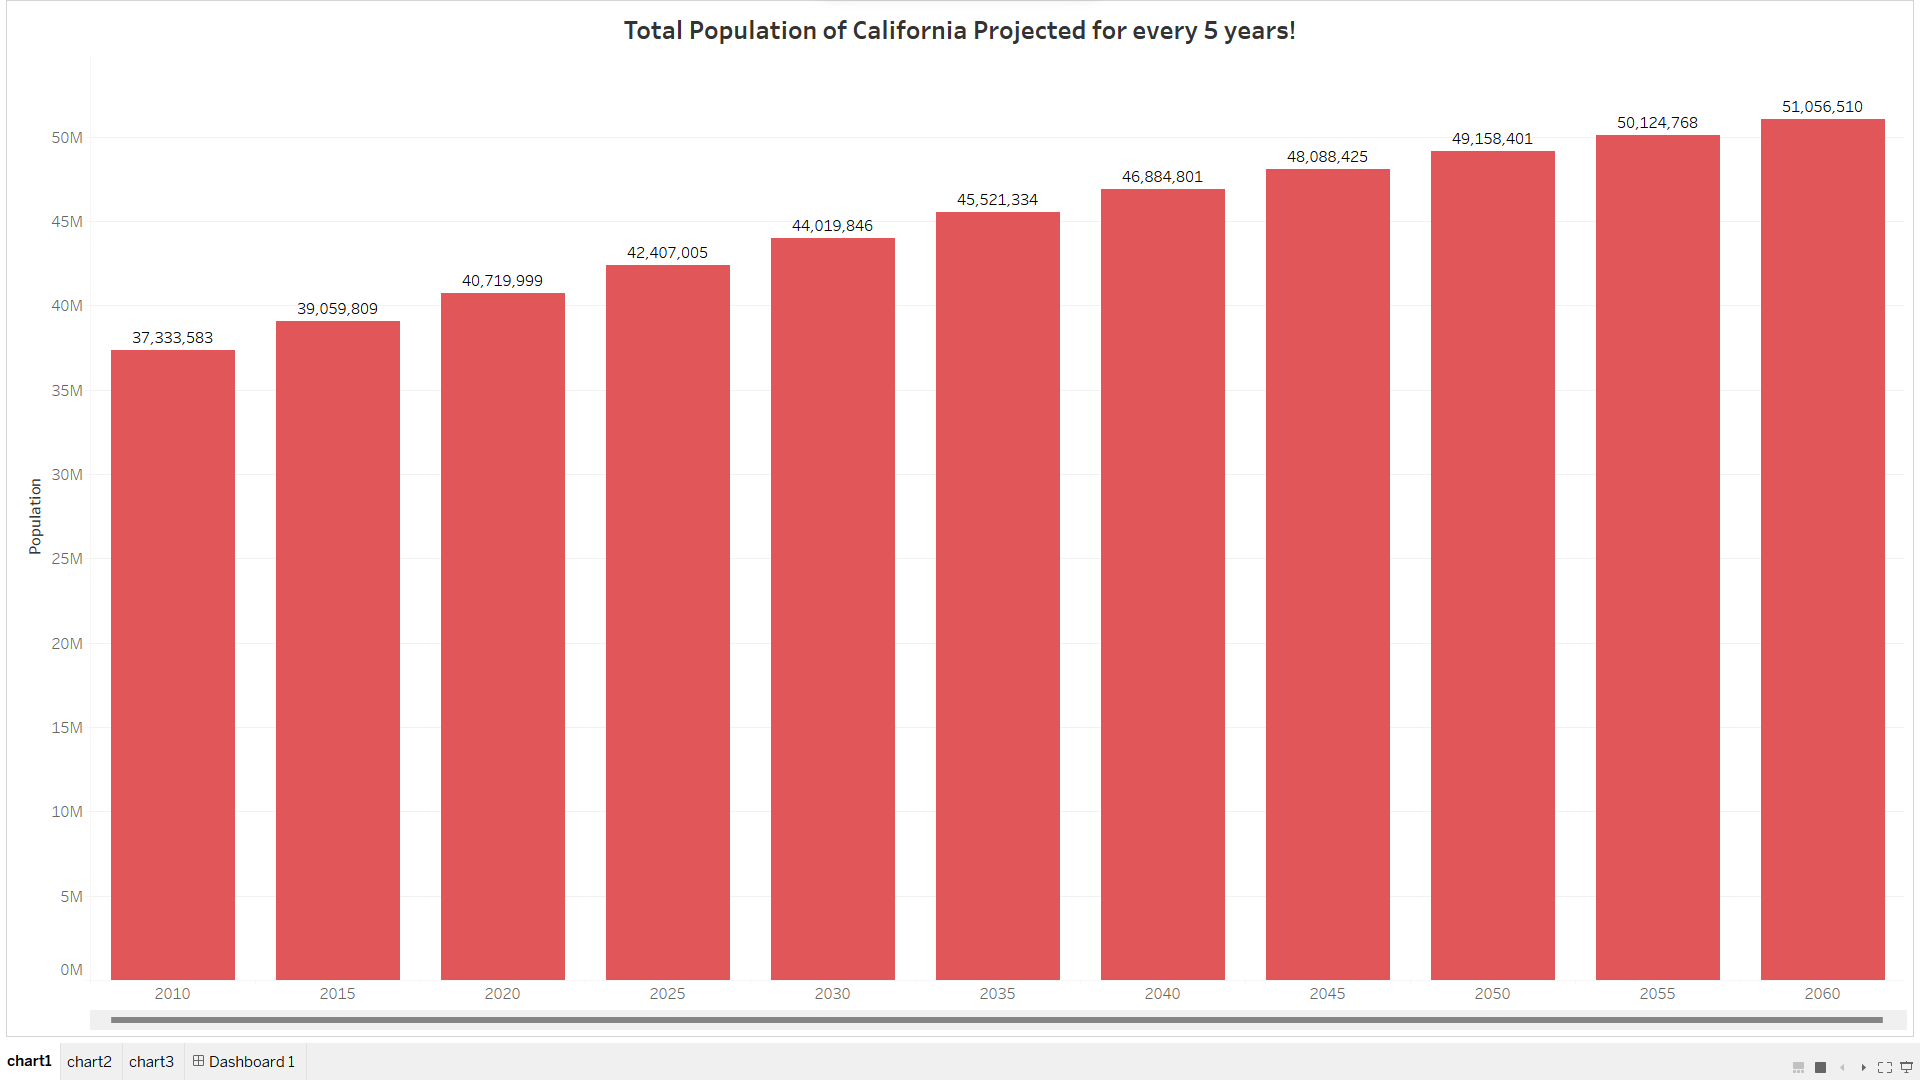 Total Population of California Projected for every 5 years!
Population
50M
45M
40M
35M
30M
25M
20M
15M
10M
5M
0M
37,333,583
39,059,809
40,719,999
42,407,005
44,019,846
45,521,334
46,884,801
48,088,425
49,158,401
50,124,768
51,056,510
2010 2015 2020 2025 2030 2035 2040 2045 2050 2055 2060
chart1 chart2 chart3 Dashboard 1